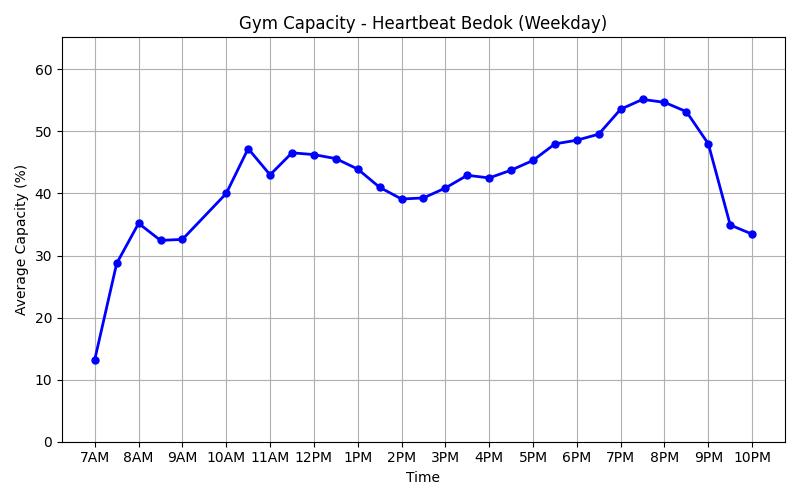 Gym Capacity - Heartbeat Bedok (Weekday)
Average Capacity (%)
60
50
40
30
20
10
0
7AM 8AM 9AM 10AM 11AM 12PM 1PM 2PM 3PM 4PM 5PM 6PM 7PM 8PM 9PM 10PM
Time